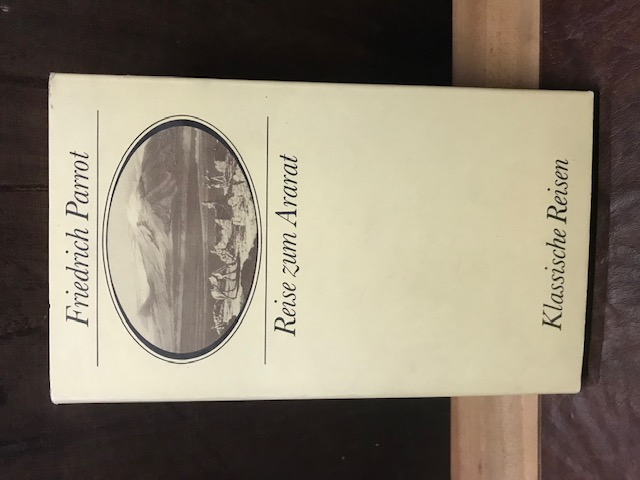 Friedrich Parrot
Reise zum Ararat
Klassische Reisen